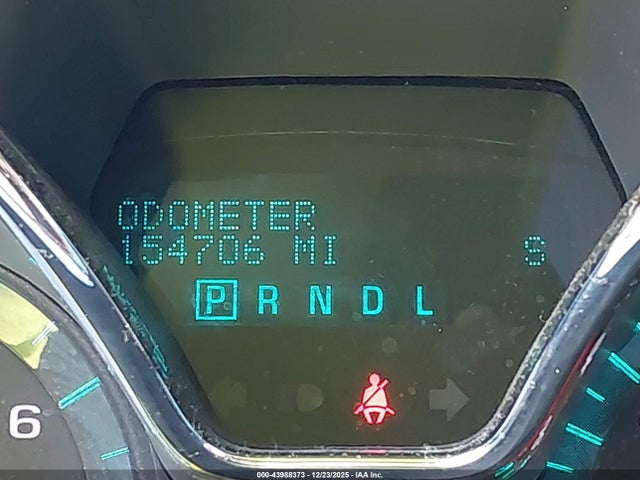 ODOMETER
154706 MI S
P R N D L
6
000-43988373 - 12/23/2025 - IAA Inc.